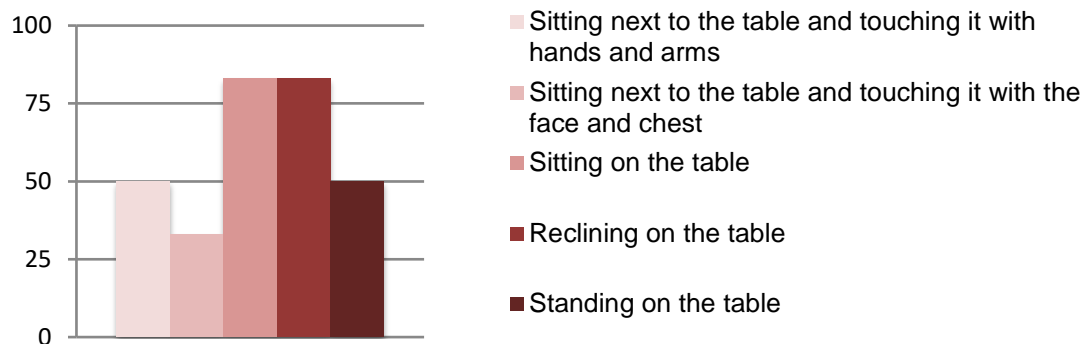 100
75
50
25
0
Sitting next to the table and touching it with
hands and arms
Sitting next to the table and touching it with the
face and chest
Sitting on the table
Reclining on the table
Standing on the table